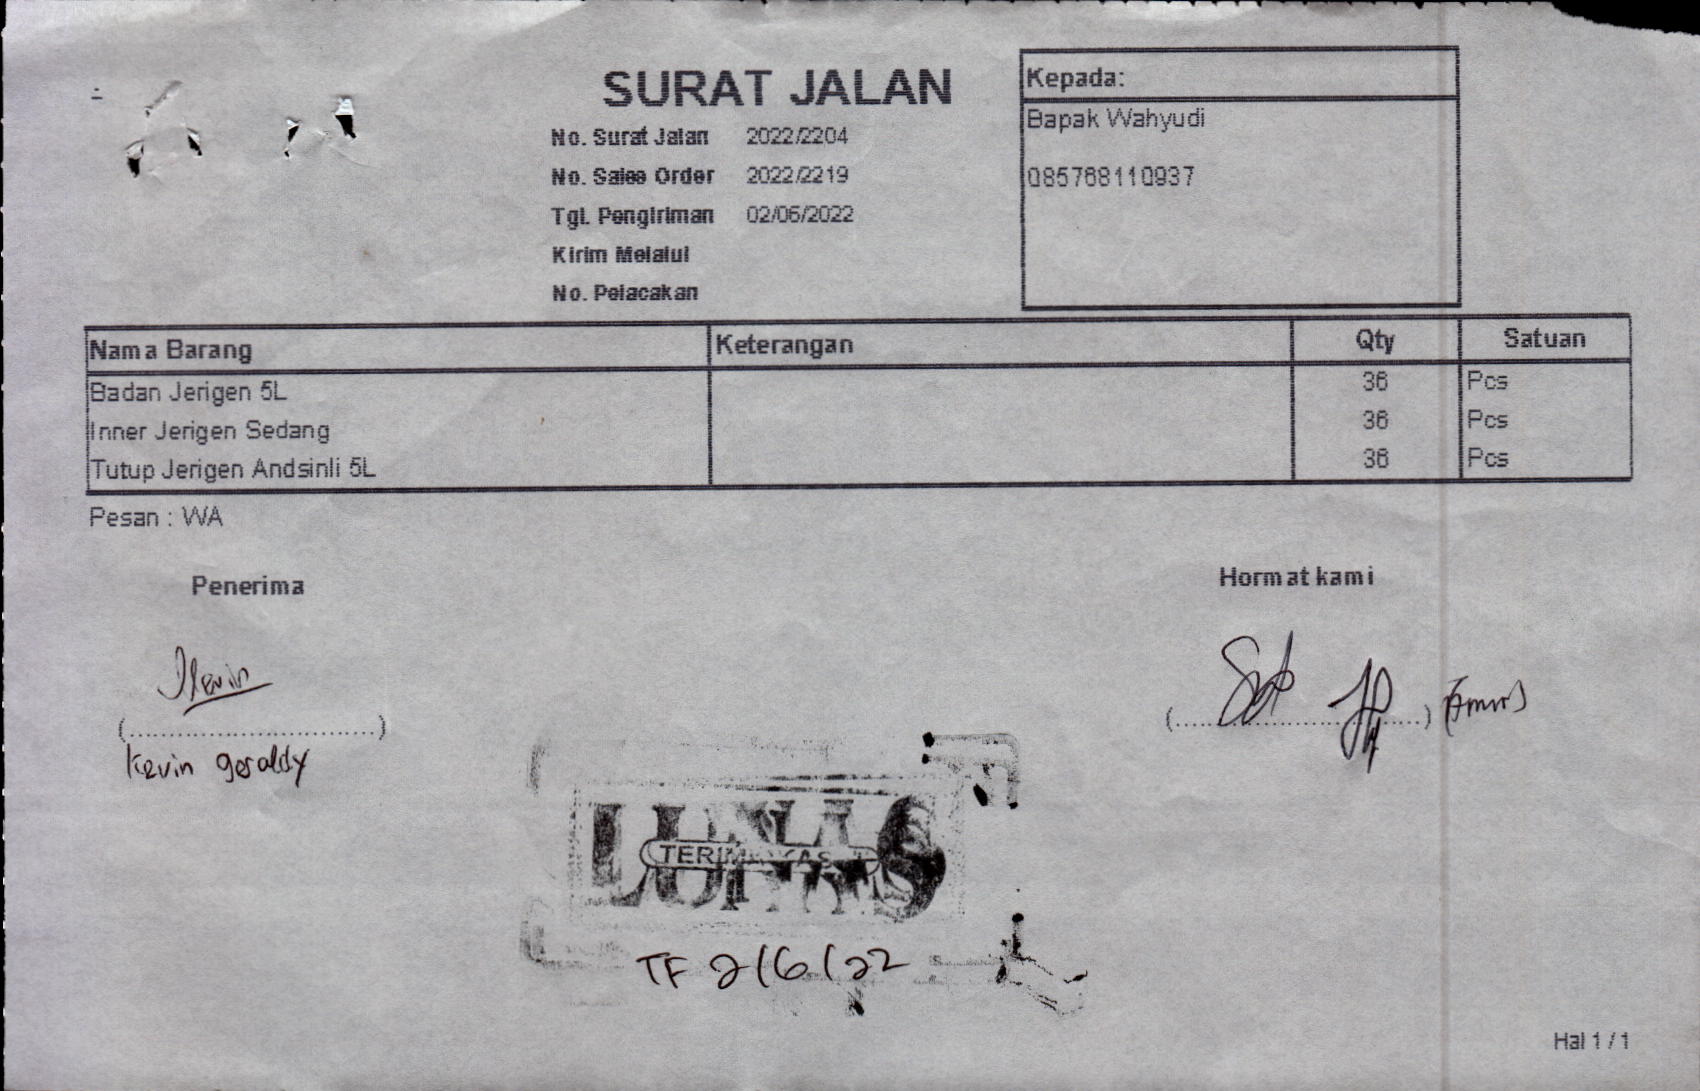 SURAT JALAN
No. Surat Jalan 2022/2204
No. Sales Order 2022/2219
Tgl. Pengiriman 02/06/2022
Kirim Melalui
No. Pelacakan
Kepada:
Bapak Wahyudi
085768110937
Nama Barang Keterangan Qty Satuan
Badan Jerigen 5L 36 Pcs
Inner Jerigen Sedang 36 Pcs
Tutup Jerigen Andsinli 5L 36 Pcs
Pesan : WA
Penerima Hormat kami
Kevin
(..............................) (..............................)
Kevin geraldy
LUNAS
TF 2/6/22
Hal 1 / 1